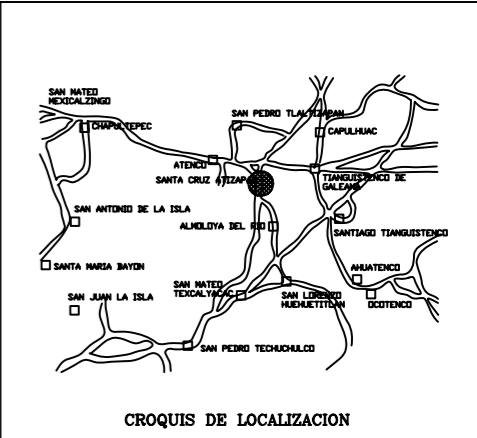 SAN MATEO
MEXICALZINGO
CHAPULTEPEC
SAN PEDRO TLALTIZAPAN
CAPULHUAC
ATENCO
SANTA CRUZ ATIZAPAN
TIANGUISTENCO DE
GALEANA
SAN ANTONIO DE LA ISLA
ALMOLOYA DEL RIO
SANTIAGO TIANGUISTENCO
SANTA MARIA BAYON
AHUATENCO
SAN MATEO
TEXCALYACAC
SAN JUAN LA ISLA
SAN LORENZO
HUEHUETITLAN
OCOTENCO
SAN PEDRO TECHUCHULCO
CROQUIS DE LOCALIZACION